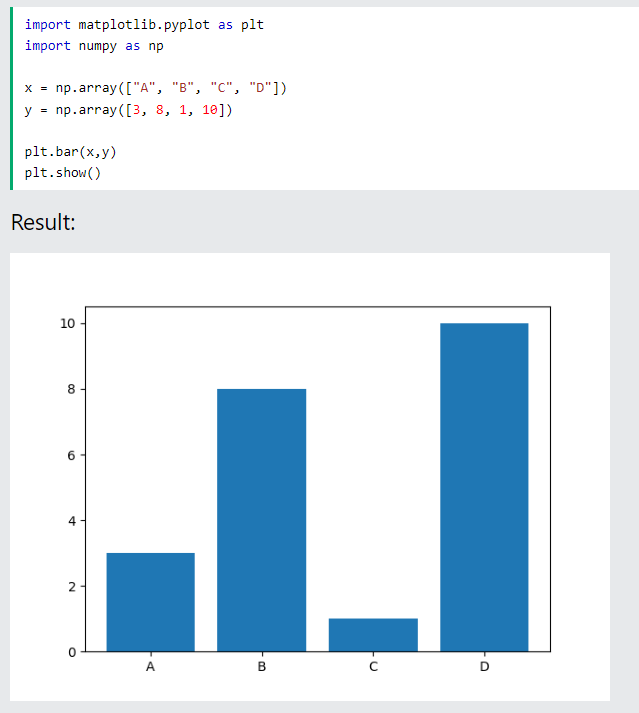 import matplotlib.pyplot as plt
import numpy as np
x = np.array(["A", "B", "C", "D"])
y = np.array([3, 8, 1, 10])
plt.bar(x,y)
plt.show()
Result:
10
8
6
4
2
0
A B C D